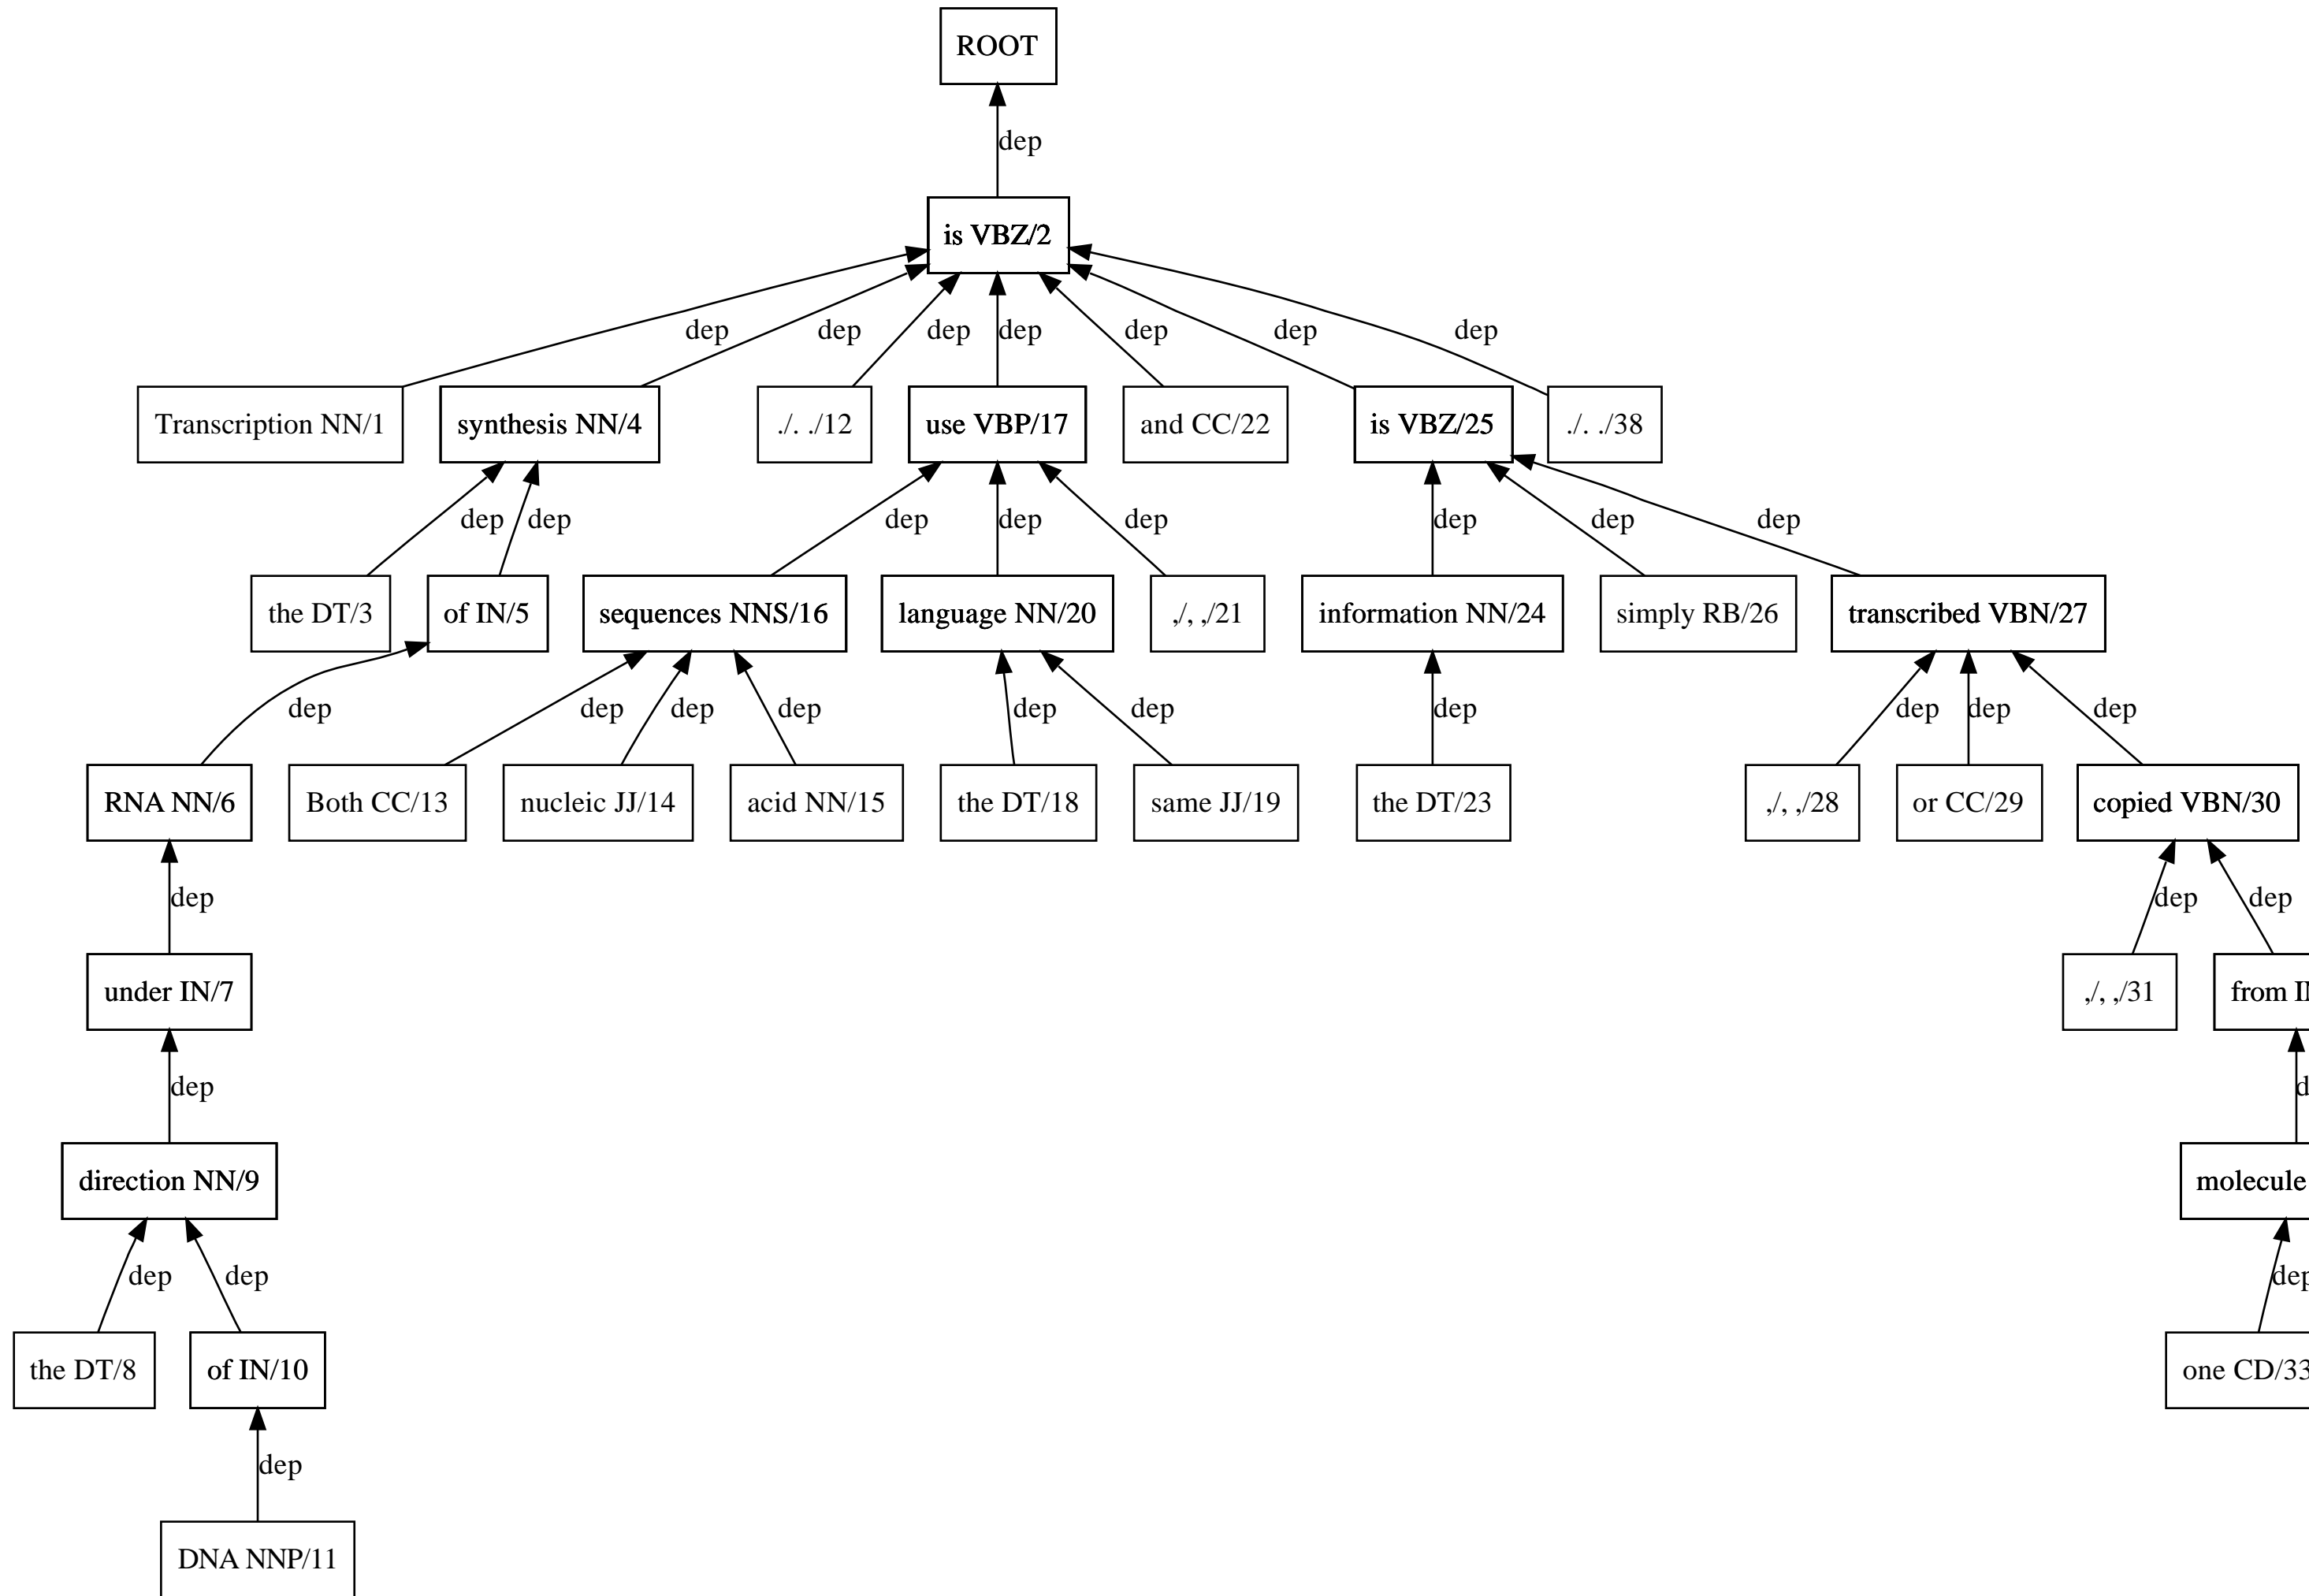 ROOT
dep
is VBZ/2
dep dep dep dep dep dep dep
Transcription NN/1 synthesis NN/4 ./. ./12 use VBP/17 and CC/22 is VBZ/25 ./. ./38
dep dep dep dep dep dep dep dep
the DT/3 of IN/5 sequences NNS/16 language NN/20 ,/, ,/21 information NN/24 simply RB/26 transcribed VBN/27
dep dep dep dep dep dep dep dep dep dep
RNA NN/6 Both CC/13 nucleic JJ/14 acid NN/15 the DT/18 same JJ/19 the DT/23 ,/, ,/28 or CC/29 copied VBN/30
dep dep dep
under IN/7 ,/, ,/31 from
dep
direction NN/9 molecule
dep dep dep
the DT/8 of IN/10 one CD/33
dep
DNA NNP/11